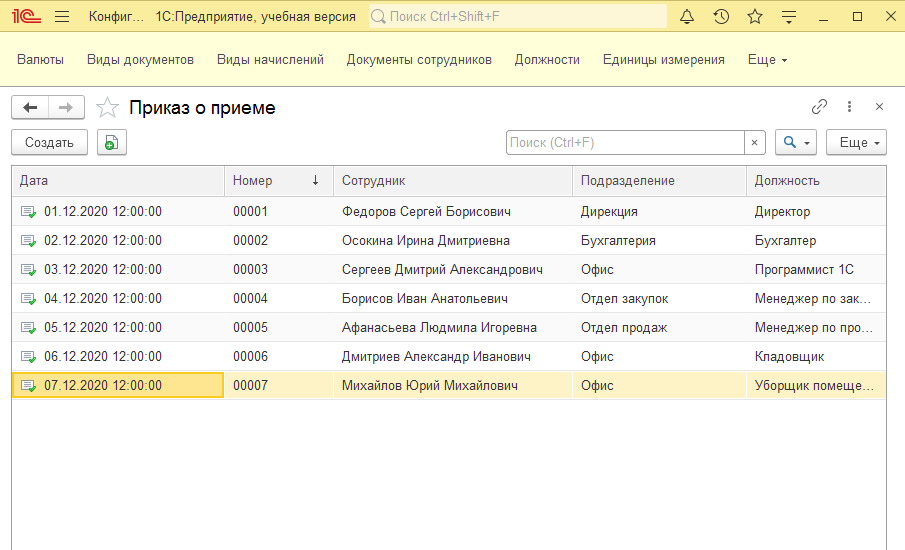 1С Конфиг... 1С:Предприятие, учебная версия Поиск Ctrl+Shift+F
Валюты Виды документов Виды начислений Документы сотрудников Должности Единицы измерения Еще
Приказ о приеме
Создать Поиск (Ctrl+F) Еще
Дата Номер Сотрудник Подразделение Должность
01.12.2020 12:00:00 00001 Федоров Сергей Борисович Дирекция Директор
02.12.2020 12:00:00 00002 Осокина Ирина Дмитриевна Бухгалтерия Бухгалтер
03.12.2020 12:00:00 00003 Сергеев Дмитрий Александрович Офис Программист 1С
04.12.2020 12:00:00 00004 Борисов Иван Анатольевич Отдел закупок Менеджер по зак...
05.12.2020 12:00:00 00005 Афанасьева Людмила Игоревна Отдел продаж Менеджер по про...
06.12.2020 12:00:00 00006 Дмитриев Александр Иванович Офис Кладовщик
07.12.2020 12:00:00 00007 Михайлов Юрий Михайлович Офис Уборщик помеще...